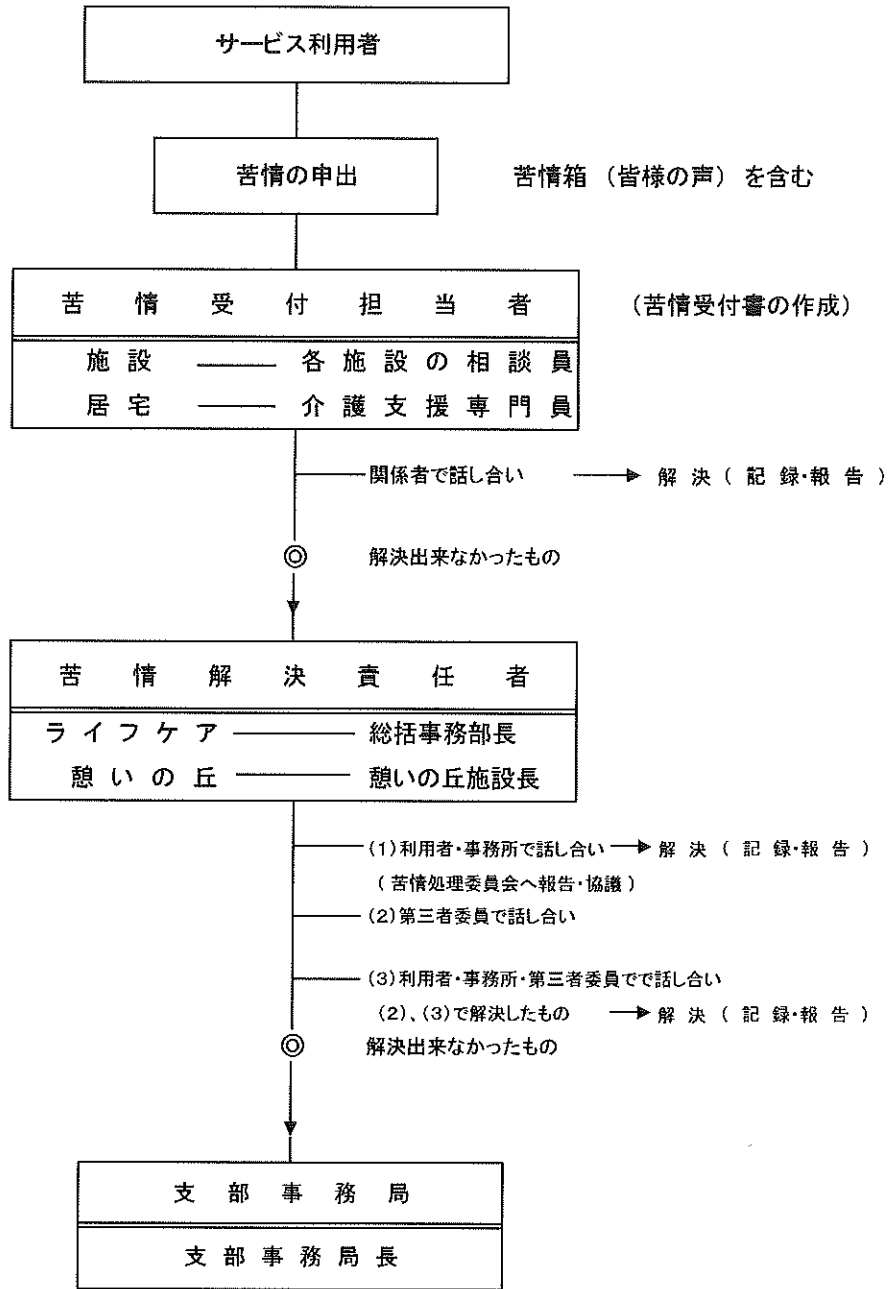 サービス利用者
苦情の申出
苦情箱（皆様の声）を含む
苦情受付担当者
（苦情受付書の作成）
施設 ―― 各施設の相談員
居宅 ―― 介護支援専門員
関係者で話し合い
解決（記録・報告）
解決出来なかったもの
苦情解決責任者
ライフケア ―― 総括事務部長
憩いの丘 ―― 憩いの丘施設長
(1)利用者・事務所で話し合い
解決（記録・報告）
（苦情処理委員会へ報告・協議）
(2)第三者委員で話し合い
(3)利用者・事務所・第三者委員でで話し合い
(2)、(3)で解決したもの
解決（記録・報告）
解決出来なかったもの
支部事務局
支部事務局長